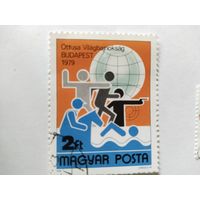 Öttusa Világbajnokság
BUDAPEST
1979
2Ft
MAGYAR POSTA